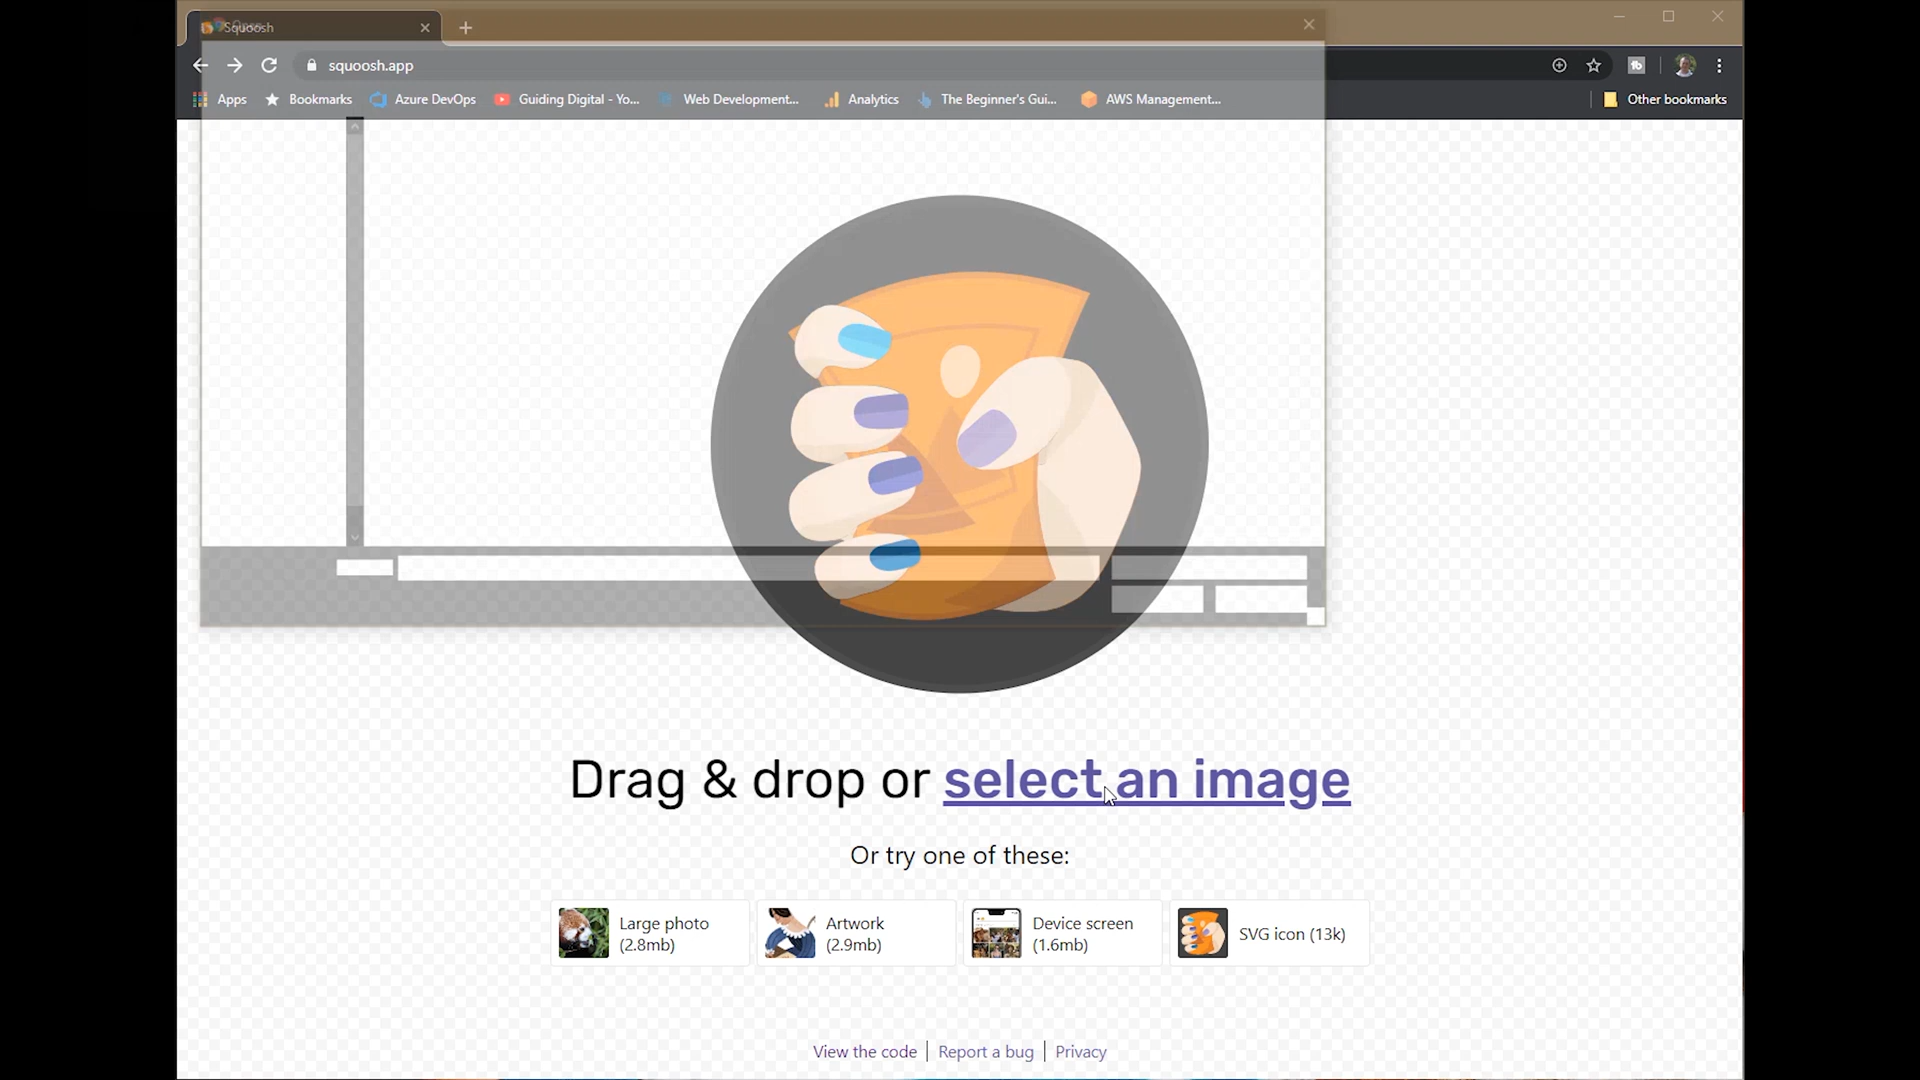 Squoosh
squoosh.app
Apps Bookmarks Azure DevOps Guiding Digital - Yo... Web Development... Analytics The Beginner's Gui... AWS Management... Other bookmarks
Drag & drop or select an image
Or try one of these:
Large photo
(2.8mb)
Artwork
(2.9mb)
Device screen
(1.6mb)
SVG icon (13k)
View the code | Report a bug | Privacy